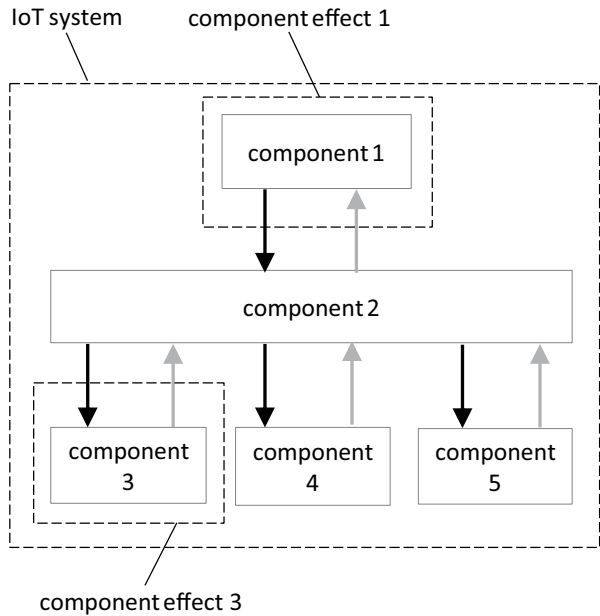 IoT system
component effect 1
component 1
component 2
component
3
component
4
component
5
component effect 3